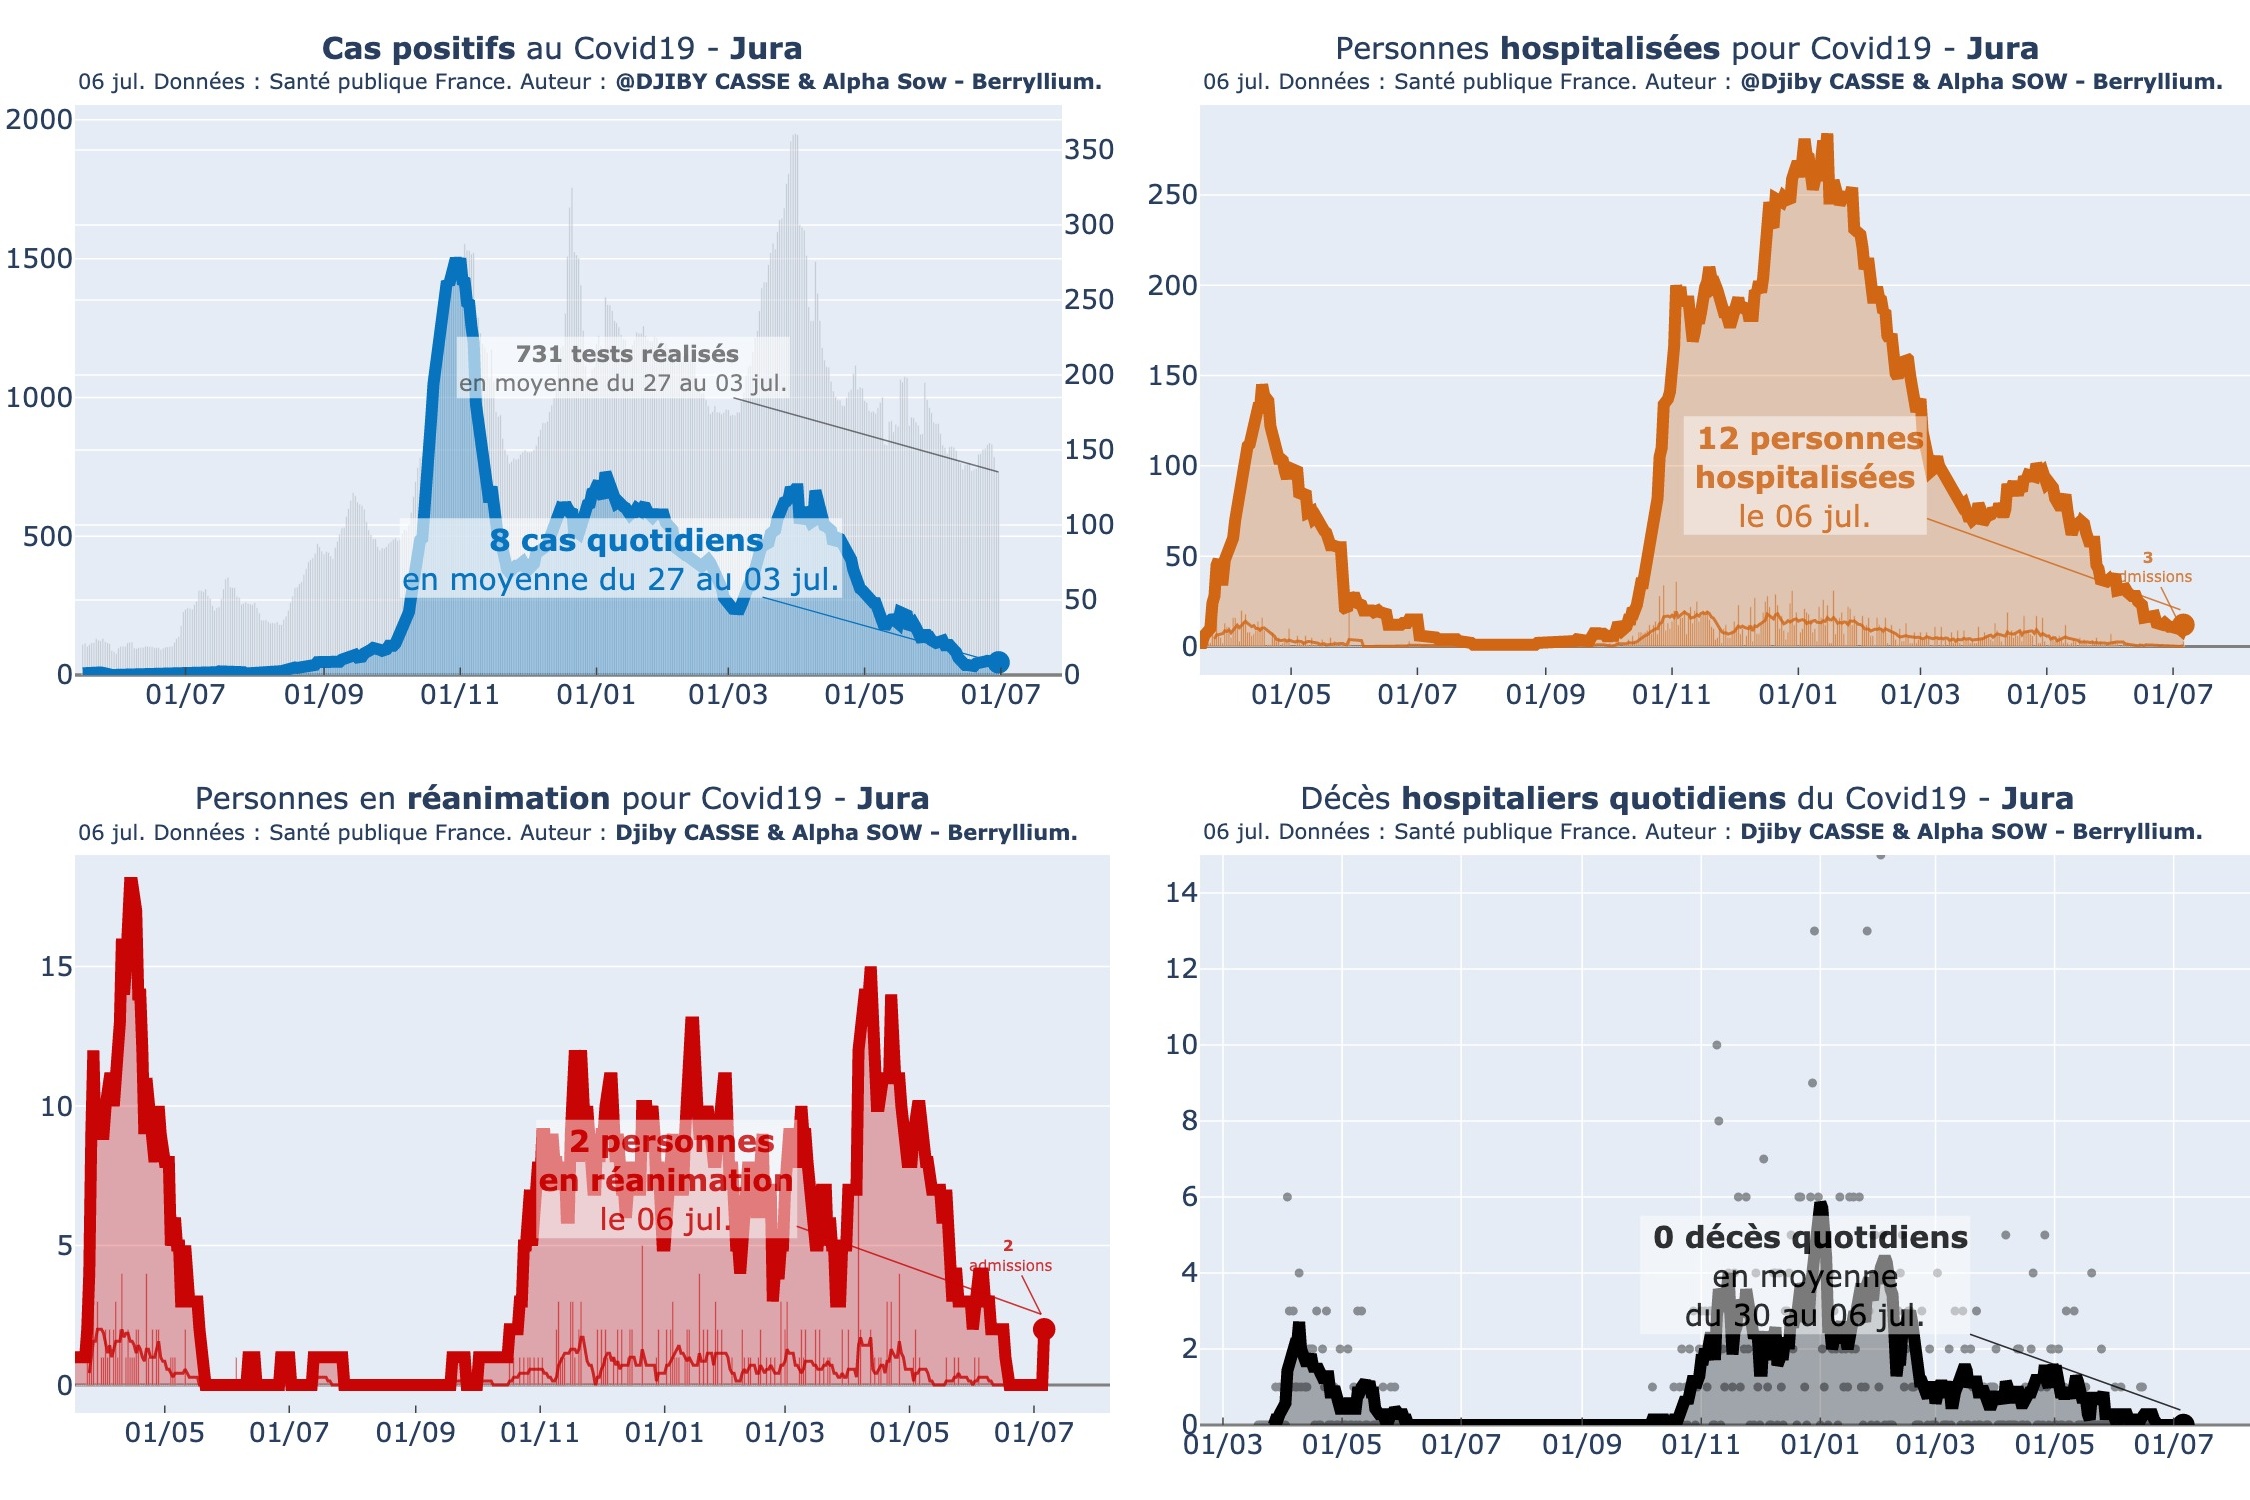 Cas positifs au Covid19 - Jura
06 jul. Données : Santé publique France. Auteur : @DJIBY CASSE & Alpha Sow - Berryllium.
2000
1500
1000
500
0
350
300
250
200
150
100
50
0
731 tests réalisés
en moyenne du 27 au 03 jul.
8 cas quotidiens
en moyenne du 27 au 03 jul.
01/07 01/09 01/11 01/01 01/03 01/05 01/07
Personnes hospitalisées pour Covid19 - Jura
06 jul. Données : Santé publique France. Auteur : @Djiby CASSE & Alpha SOW - Berryllium.
250
200
150
100
50
0
12 personnes
hospitalisées
le 06 jul.
3
admissions
01/05 01/07 01/09 01/11 01/01 01/03 01/05 01/07
Personnes en réanimation pour Covid19 - Jura
06 jul. Données : Santé publique France. Auteur : Djiby CASSE & Alpha SOW - Berryllium.
15
10
5
0
2 personnes
en réanimation
le 06 jul.
2
admissions
01/05 01/07 01/09 01/11 01/01 01/03 01/05 01/07
Décès hospitaliers quotidiens du Covid19 - Jura
06 jul. Données : Santé publique France. Auteur : Djiby CASSE & Alpha SOW - Berryllium.
14
12
10
8
6
4
2
0
0 décès quotidiens
en moyenne
du 30 au 06 jul.
01/03 01/05 01/07 01/09 01/11 01/01 01/03 01/05 01/07